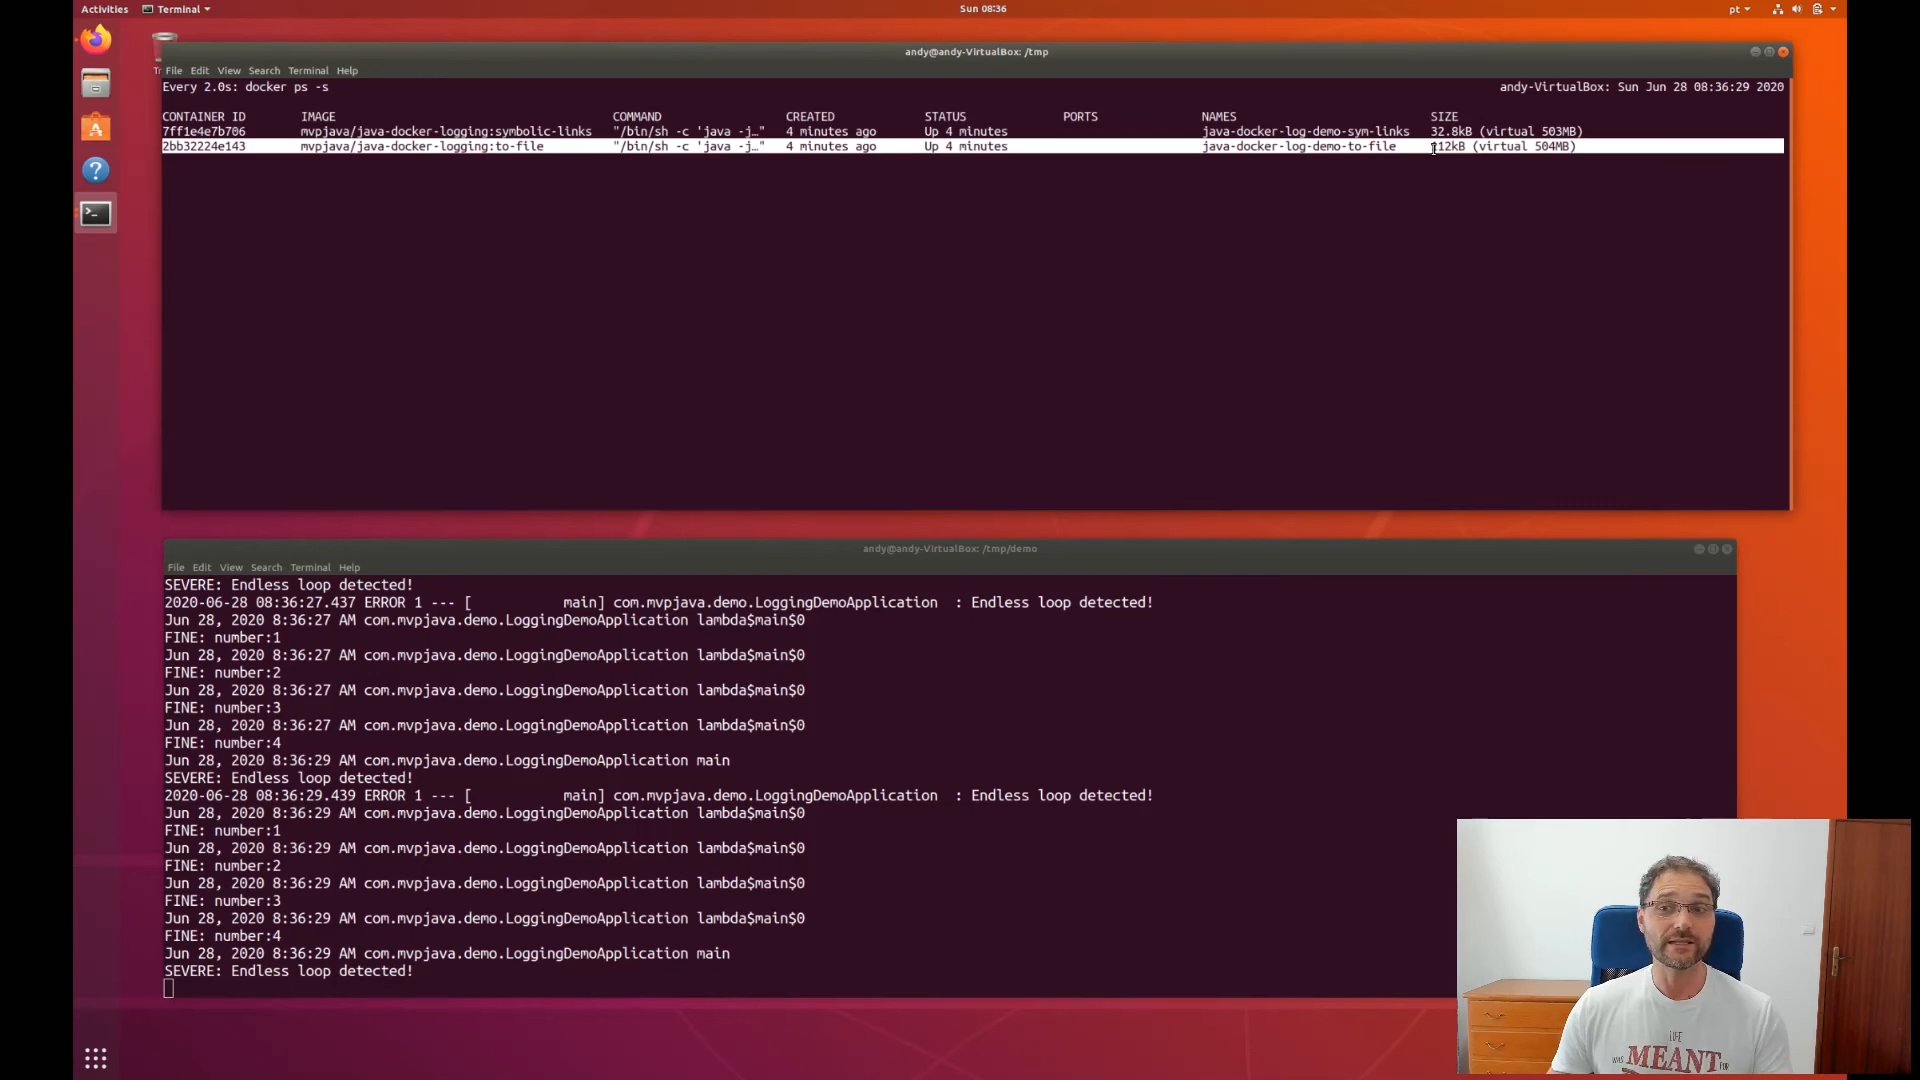 Activities Terminal Sun 08:36 pt
andy@andy-VirtualBox: /tmp
File Edit View Search Terminal Help
Every 2.0s: docker ps -s andy-VirtualBox: Sun Jun 28 08:36:29 2020
CONTAINER ID IMAGE COMMAND CREATED STATUS PORTS NAMES SIZE
7ff1e4e7b706 mvpjava/java-docker-logging:symbolic-links "/bin/sh -c 'java -j…" 4 minutes ago Up 4 minutes java-docker-log-demo-sym-links 32.8kB (virtual 503MB)
2bb32224e143 mvpjava/java-docker-logging:to-file "/bin/sh -c 'java -j…" 4 minutes ago Up 4 minutes java-docker-log-demo-to-file (virtual 504MB)
andy@andy-VirtualBox: /tmp/demo
File Edit View Search Terminal Help
SEVERE: Endless loop detected!
2020-06-28 08:36:27.437 ERROR 1 --- [ main] com.mvpjava.demo.LoggingDemoApplication : Endless loop detected!
Jun 28, 2020 8:36:27 AM com.mvpjava.demo.LoggingDemoApplication lambda$main$0
FINE: number:1
Jun 28, 2020 8:36:27 AM com.mvpjava.demo.LoggingDemoApplication lambda$main$0
FINE: number:2
Jun 28, 2020 8:36:27 AM com.mvpjava.demo.LoggingDemoApplication lambda$main$0
FINE: number:3
Jun 28, 2020 8:36:27 AM com.mvpjava.demo.LoggingDemoApplication lambda$main$0
FINE: number:4
Jun 28, 2020 8:36:29 AM com.mvpjava.demo.LoggingDemoApplication main
SEVERE: Endless loop detected!
2020-06-28 08:36:29.439 ERROR 1 --- [ main] com.mvpjava.demo.LoggingDemoApplication : Endless loop detected!
Jun 28, 2020 8:36:29 AM com.mvpjava.demo.LoggingDemoApplication lambda$main$0
FINE: number:1
Jun 28, 2020 8:36:29 AM com.mvpjava.demo.LoggingDemoApplication lambda$main$0
FINE: number:2
Jun 28, 2020 8:36:29 AM com.mvpjava.demo.LoggingDemoApplication lambda$main$0
FINE: number:3
Jun 28, 2020 8:36:29 AM com.mvpjava.demo.LoggingDemoApplication lambda$main$0
FINE: number:4
Jun 28, 2020 8:36:29 AM com.mvpjava.demo.LoggingDemoApplication main
SEVERE: Endless loop detected!
LIFE
WAS MEANT FOR